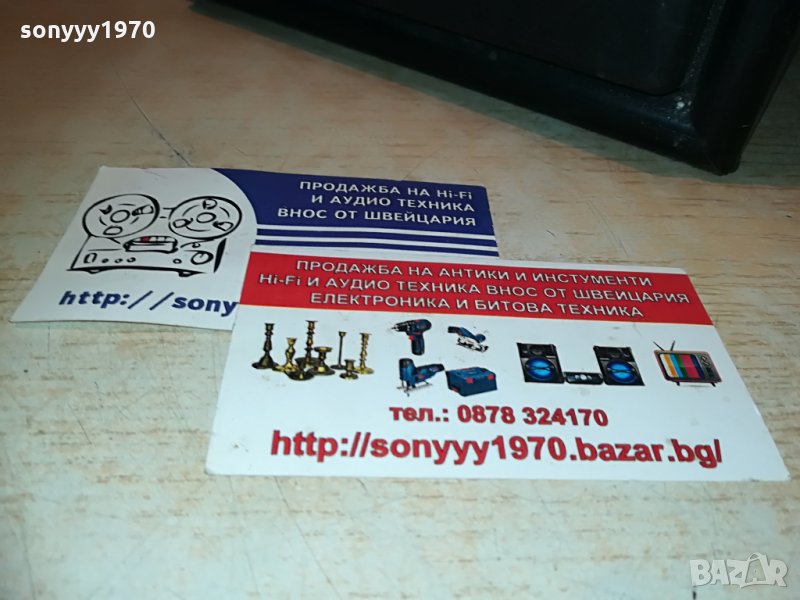 sonyyy1970
ПРОДАЖБА НА Hi-Fi
И АУДИО ТЕХНИКА
ВНОС ОТ ШВЕЙЦАРИЯ
http://sony
ПРОДАЖБА НА АНТИКИ И ИНСТУМЕНТИ
Hi-Fi И АУДИО ТЕХНИКА ВНОС ОТ ШВЕЙЦАРИЯ
ЕЛЕКТРОНИКА И БИТОВА ТЕХНИКА
тел.: 0878 324170
http://sonyyy1970.bazar.bg/
BAZAR